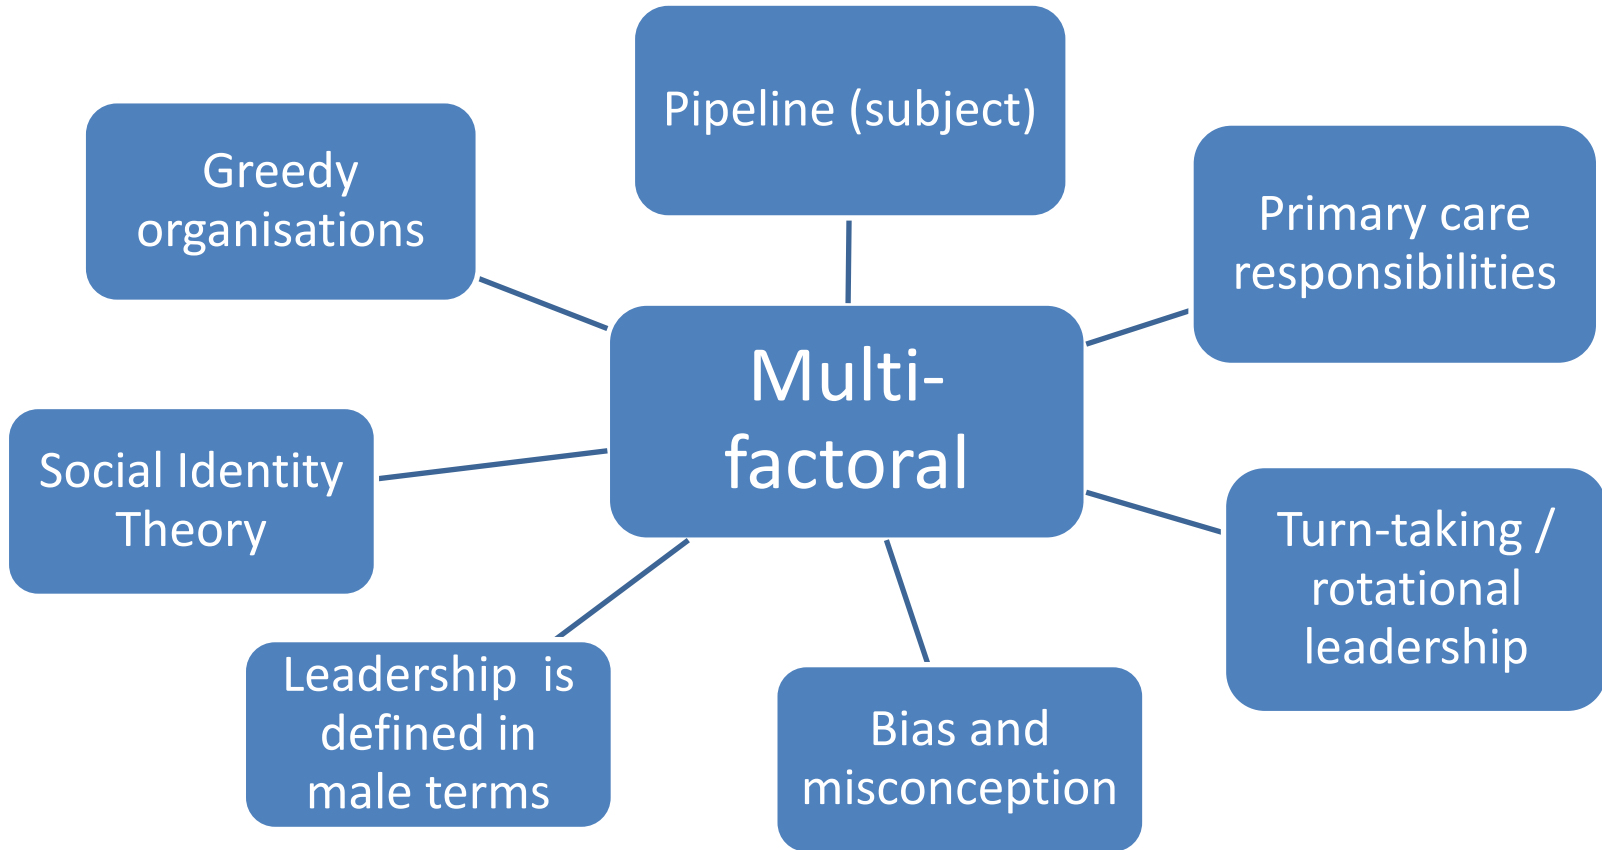 Pipeline (subject)
Greedy
organisations
Primary care
responsibilities
Multi-
factoral
Social Identity
Theory
Turn-taking /
rotational
leadership
Leadership  is
defined in
male terms
Bias and
misconception